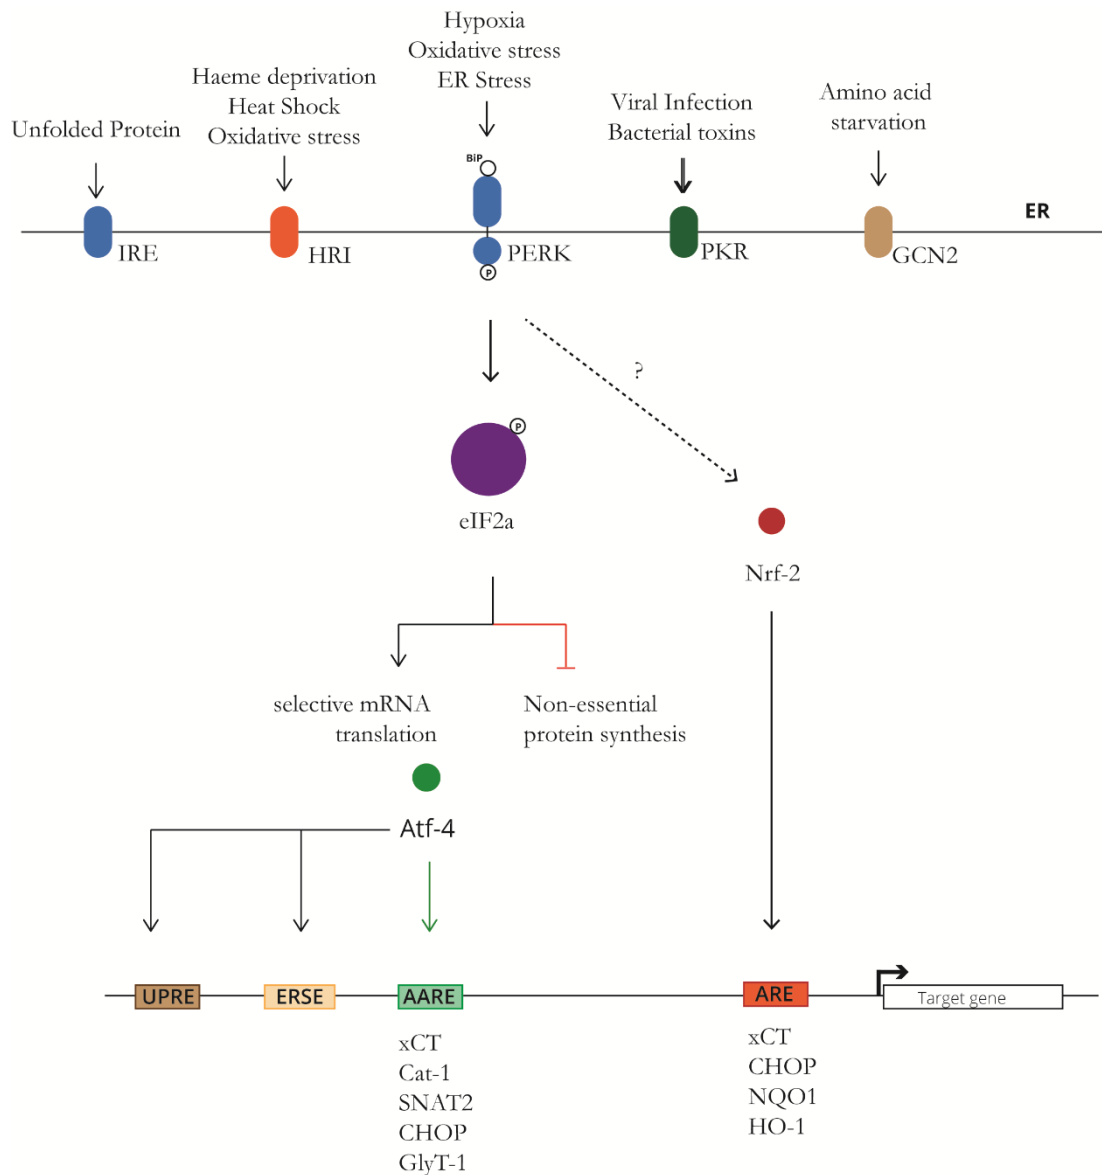 Hypoxia
Oxidative stress
ER Stress
Haeme deprivation
Heat Shock
Oxidative stress
Unfolded Protein
Viral Infection
Bacterial toxins
Amino acid
starvation
BiP
ER
IRE
HRI
PERK
PKR
GCN2
P
?
P
eIF2a
Nrf-2
selective mRNA
translation
Non-essential
protein synthesis
Atf-4
UPRE
ERSE
AARE
ARE
Target gene
xCT
Cat-1
SNAT2
CHOP
GlyT-1
xCT
CHOP
NQO1
HO-1